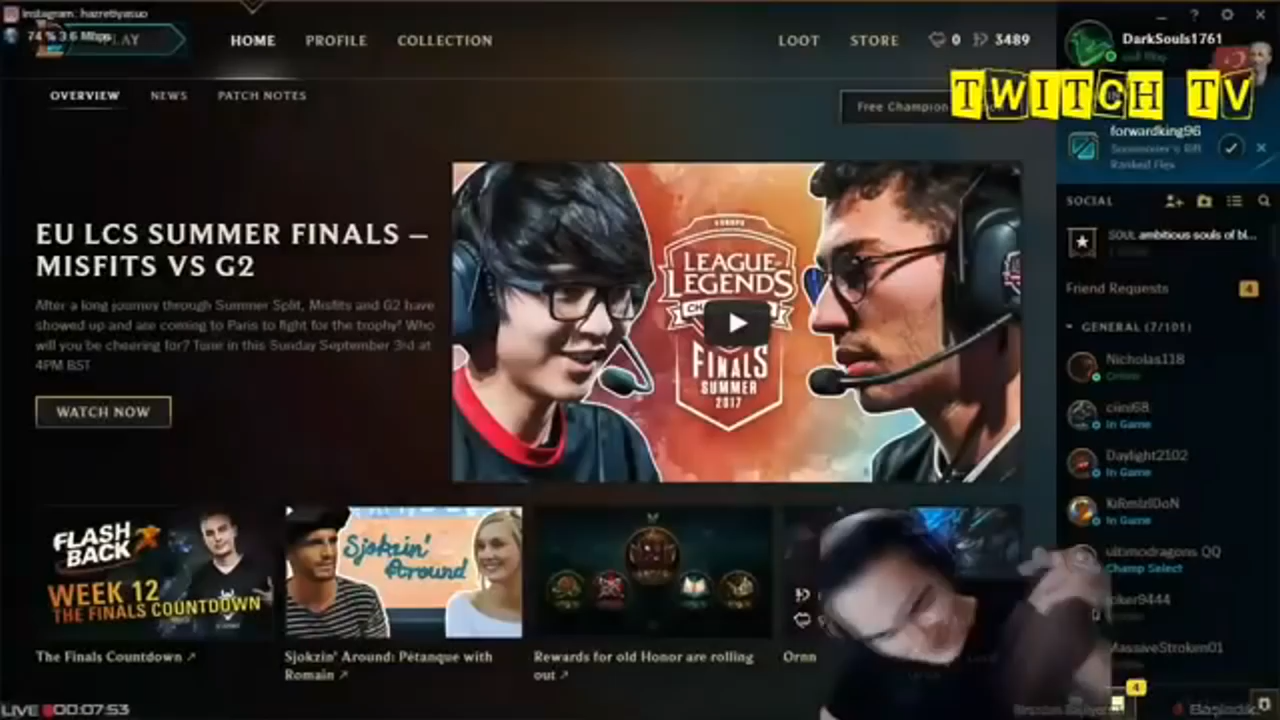 Instagram: hazretiyasuo
74 % 3.6 Mbps
PLAY
HOME
PROFILE
COLLECTION
LOOT
STORE
0
3489
DarkSouls1761
TWITCH TV
OVERVIEW
NEWS
PATCH NOTES
Free Champion
forwardking96
Summoner's Rift
Ranked Flex
SOCIAL
SOUL ambitious souls of bl...
Friend Requests
4
GENERAL (7/101)
Nicholas118
Online
In Game
Daylight2102
In Game
In Game
ultimodragons QQ
Champ Select
joker9444
MassiveStroken01
EU LCS SUMMER FINALS –
MISFITS VS G2
After a long journey through Summer Split, Misfits and G2 have
showed up and are coming to Paris to fight for the trophy! Who
will you be cheering for? Tune in this Sunday September 3rd at
4PM BST
WATCH NOW
EUROPE
LEAGUE
LEGENDS
FINALS
SUMMER
2017
FLASH
BACK
WEEK 12
THE FINALS COUNTDOWN
Sjokzin'
Around
The Finals Countdown
Sjokzin' Around: Pétanque with
Romain
Rewards for old Honor are rolling
out
Ornn
4
LIVE
00:07:53